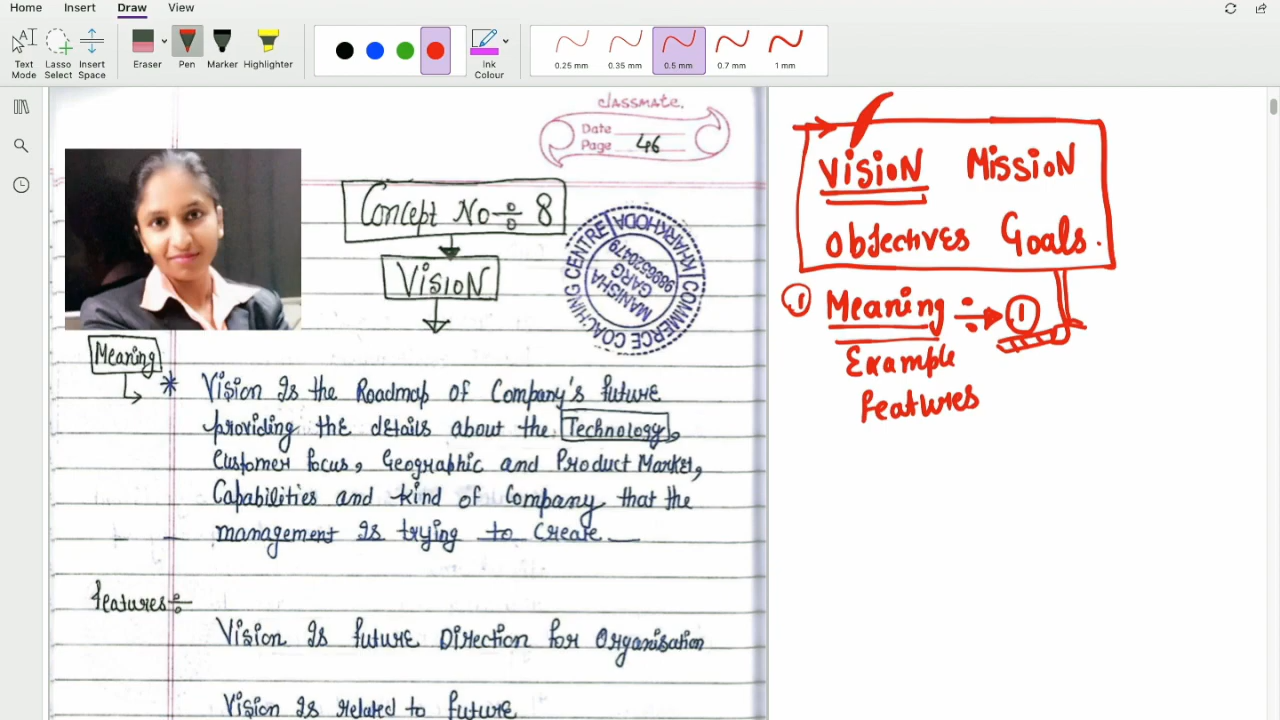 Home Insert Draw View
Text Mode
Lasso Select
Insert Space
Eraser
Pen
Marker
Highlighter
Ink Colour
0.25 mm
0.35 mm
0.5 mm
0.7 mm
1 mm
classmate.
Date
Page 46
Concept No ÷ 8
VISION
COMMERCE COACHING CENTRE KHARKHODA
MANISHA GARG
Meaning
* Vision Is the Roadmap of Company's future
providing the details about the Technology,
Customer focus, Geographic and Product Market,
Capabilities and kind of Company that the
management Is trying to create
features ÷
Vision Is future Direction for Organisation
Vision Is related to future
VISION MISSION
Objectives Goals.
① Meaning ÷ → ①
Example
features